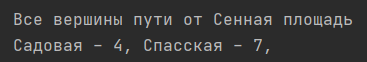 Все вершины пути от Сенная площадь
Садовая – 4, Спасская – 7,